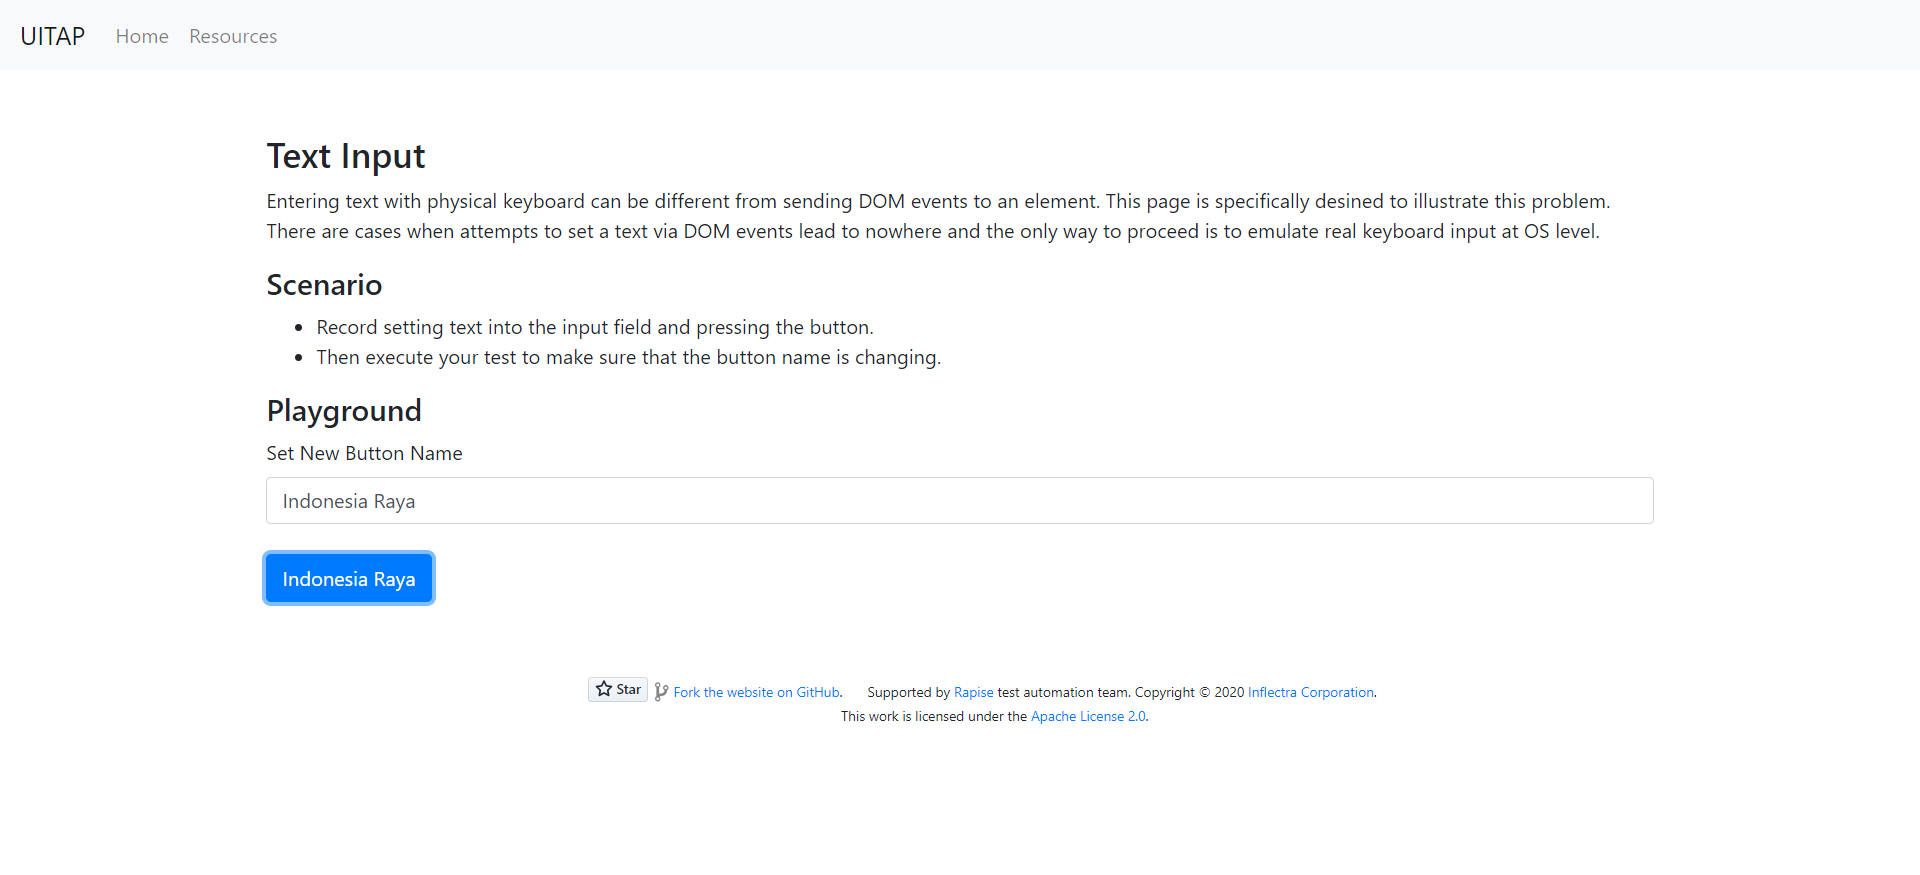 UITAP Home Resources
Text Input
Entering text with physical keyboard can be different from sending DOM events to an element. This page is specifically desined to illustrate this problem.
There are cases when attempts to set a text via DOM events lead to nowhere and the only way to proceed is to emulate real keyboard input at OS level.
Scenario
• Record setting text into the input field and pressing the button.
• Then execute your test to make sure that the button name is changing.
Playground
Set New Button Name
Indonesia Raya
Indonesia Raya
Star Fork the website on GitHub. Supported by Rapise test automation team. Copyright © 2020 Inflectra Corporation.
This work is licensed under the Apache License 2.0.